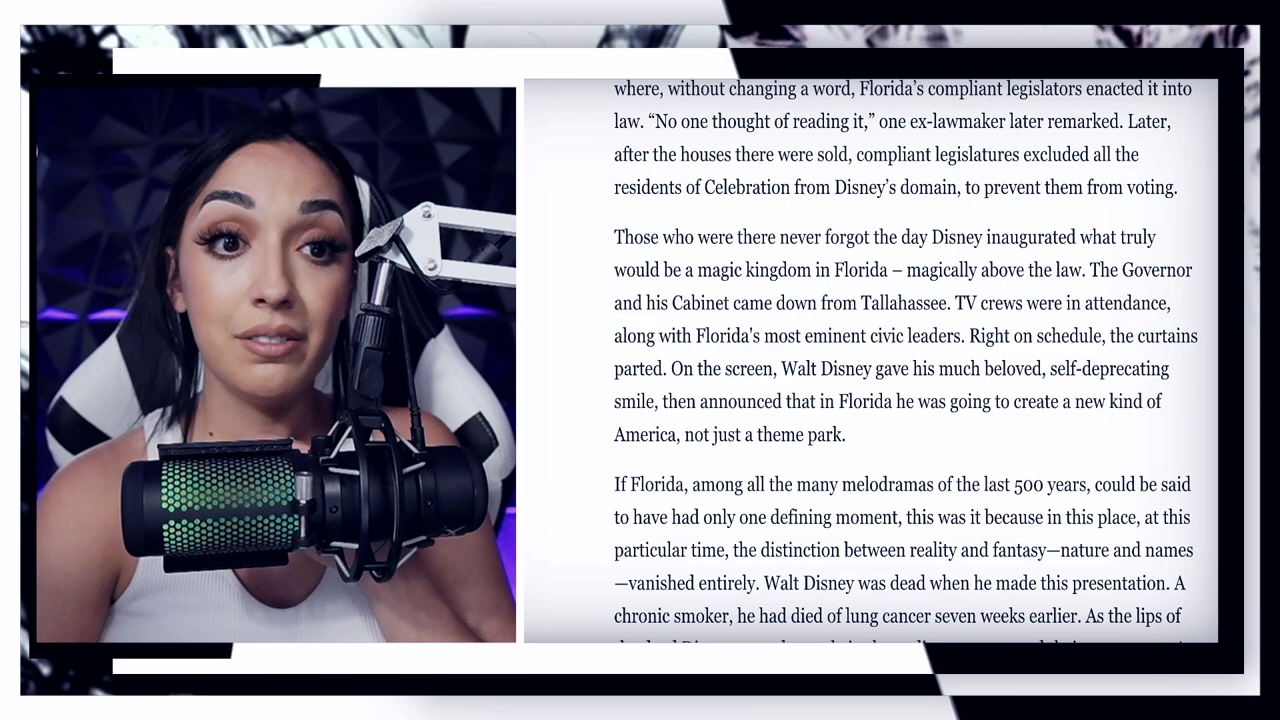 where, without changing a word, Florida’s compliant legislators enacted it into
law. “No one thought of reading it,” one ex-lawmaker later remarked. Later,
after the houses there were sold, compliant legislatures excluded all the
residents of Celebration from Disney’s domain, to prevent them from voting.
Those who were there never forgot the day Disney inaugurated what truly
would be a magic kingdom in Florida – magically above the law. The Governor
and his Cabinet came down from Tallahassee. TV crews were in attendance,
along with Florida's most eminent civic leaders. Right on schedule, the curtains
parted. On the screen, Walt Disney gave his much beloved, self-deprecating
smile, then announced that in Florida he was going to create a new kind of
America, not just a theme park.
If Florida, among all the many melodramas of the last 500 years, could be said
to have had only one defining moment, this was it because in this place, at this
particular time, the distinction between reality and fantasy—nature and names
—vanished entirely. Walt Disney was dead when he made this presentation. A
chronic smoker, he had died of lung cancer seven weeks earlier. As the lips of